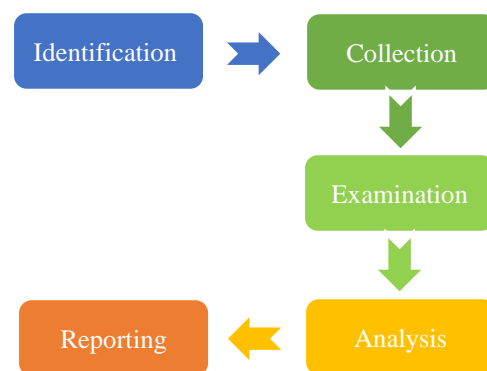 Identification
Collection
Examination
Analysis
Reporting